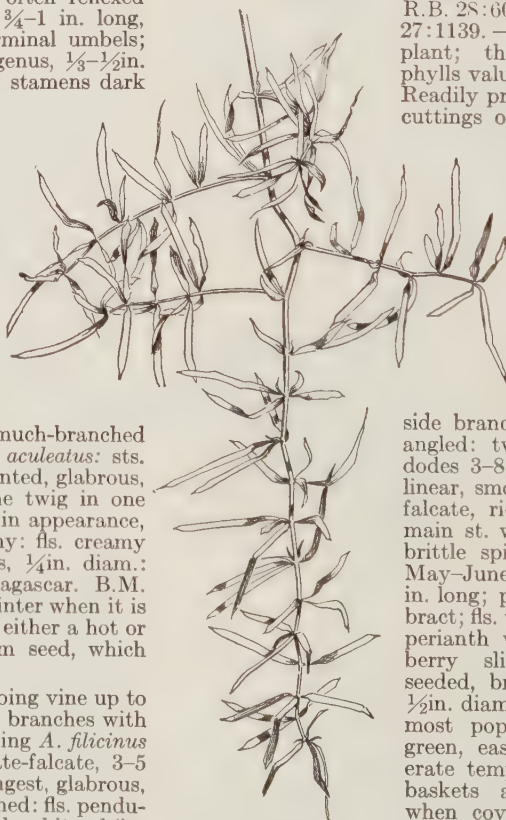 ¾–1 in. long,
rminal umbels;
genus, ⅓–½in.
stamens dark
much-branched
aculeatus: sts.
nted, glabrous,
e twig in one
in appearance,
ny: fls. creamy
s, ¼in. diam.:
agascar. B.M.
inter when it is
either a hot or
m seed, which
bing vine up to
branches with
ing A. filicinus
te-falcate, 3–5
ngest, glabrous,
ned: fls. pendu-
R.B. 28:60
27:1139. —
plant; th
phylls valu
Readily pr
cuttings o
side branc
angled: tw
dodes 3–8
linear, smo
falcate, ri
main st. w
brittle spi
May–June
in. long; p
bract; fls.
perianth w
berry sli
seeded, br
½in. diam
most pop
green, eas
erate tem
baskets a
when cov